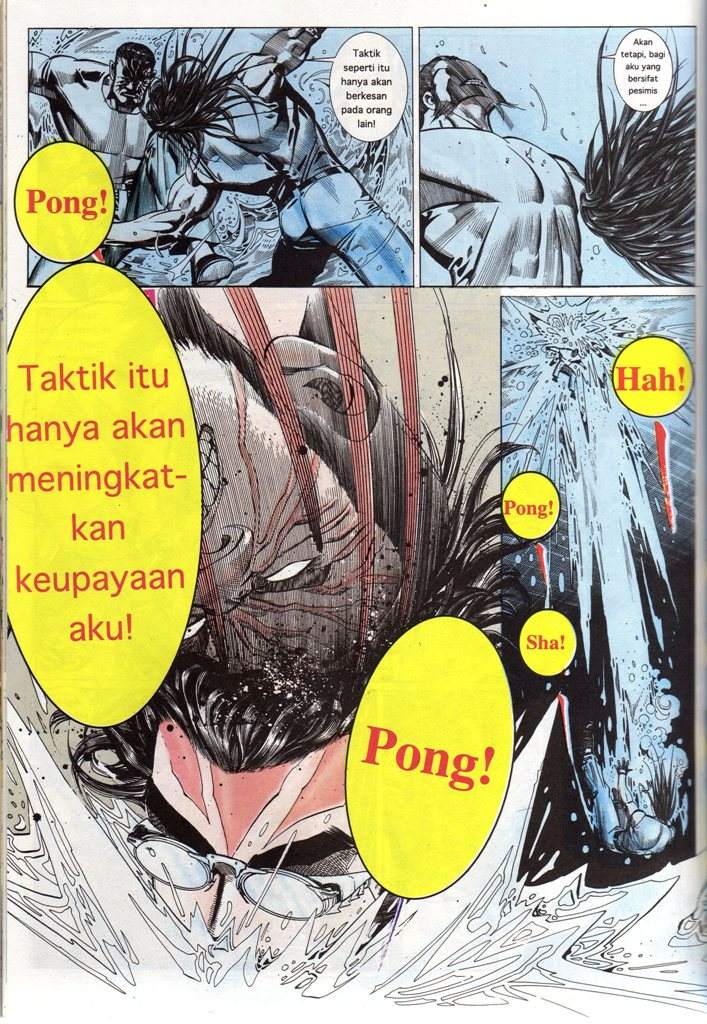 Taktik
seperti itu
hanya akan
berkesan
pada orang
lain!
Pong!
Akan
tetapi, bagi
aku yang
bersifat
pesimis
...
Taktik itu
hanya akan
meningkat-
kan
keupayaan
aku!
Pong!
Hah!
Pong!
Sha!